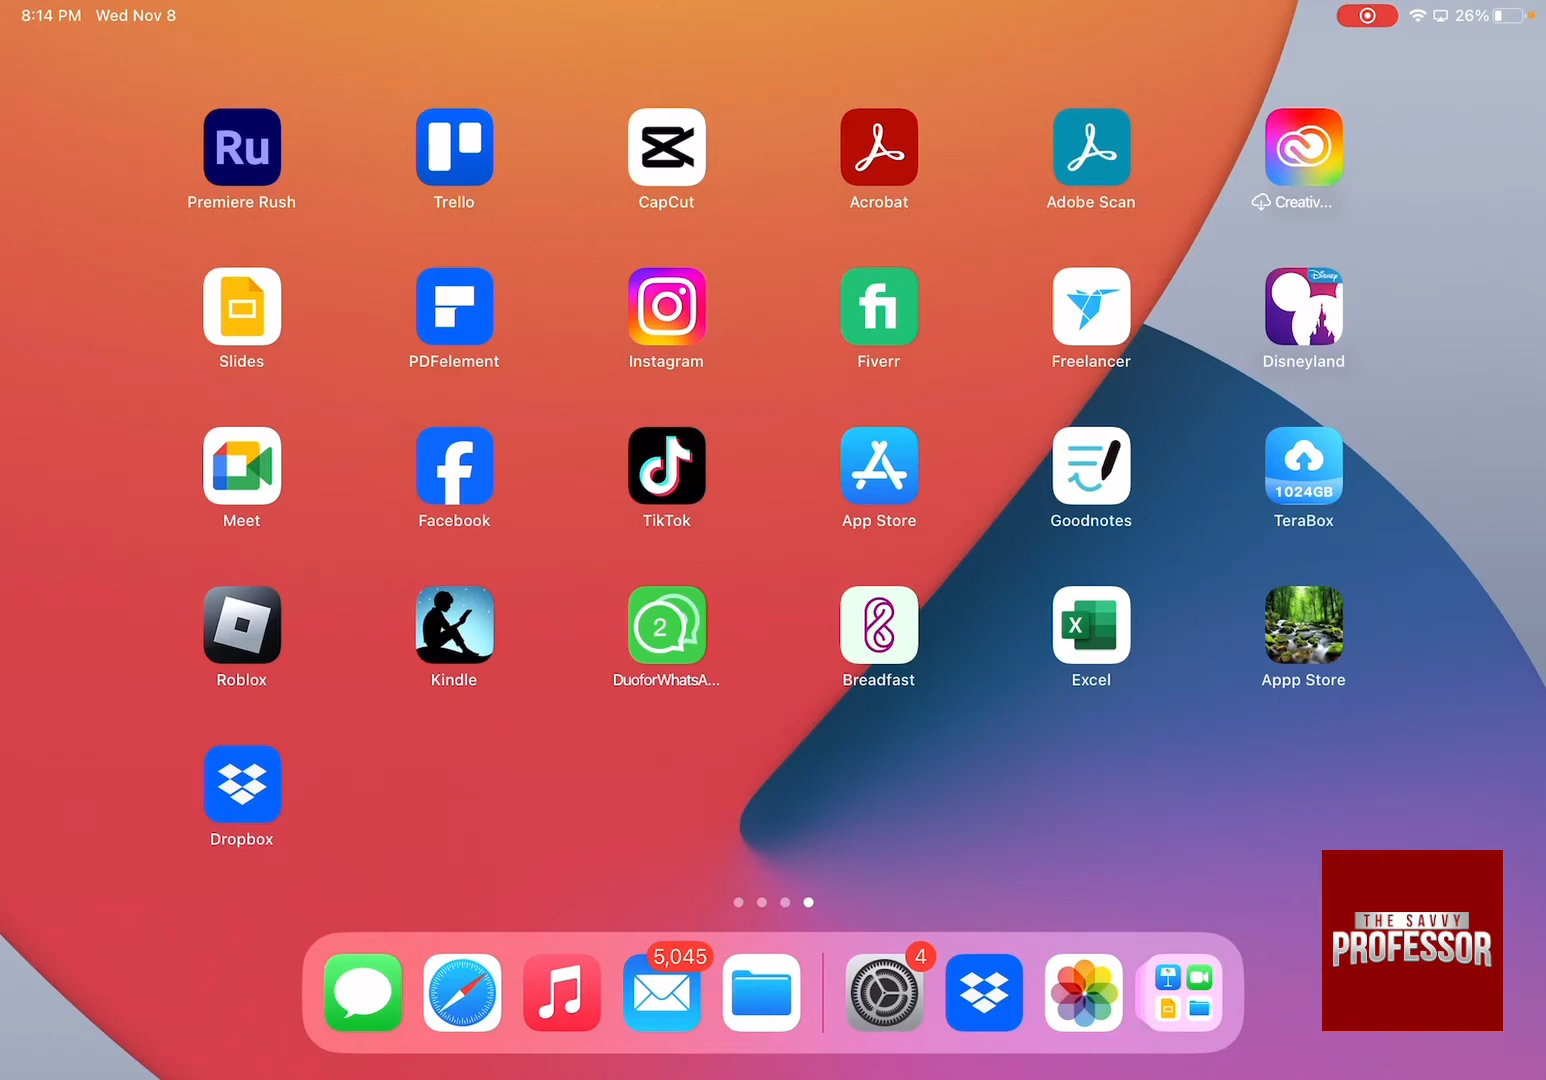 8:14 PM Wed Nov 8
26%
Ru
Premiere Rush
Trello
CapCut
Acrobat
Adobe Scan
Creativ...
Slides
PDFelement
Instagram
fi
Fiverr
Freelancer
Disney
Disneyland
Meet
Facebook
TikTok
App Store
Goodnotes
1024GB
TeraBox
Roblox
Kindle
2
DuoforWhatsA...
Breadfast
X
Excel
Appp Store
Dropbox
5,045
4
THE SAVVY
PROFESSOR